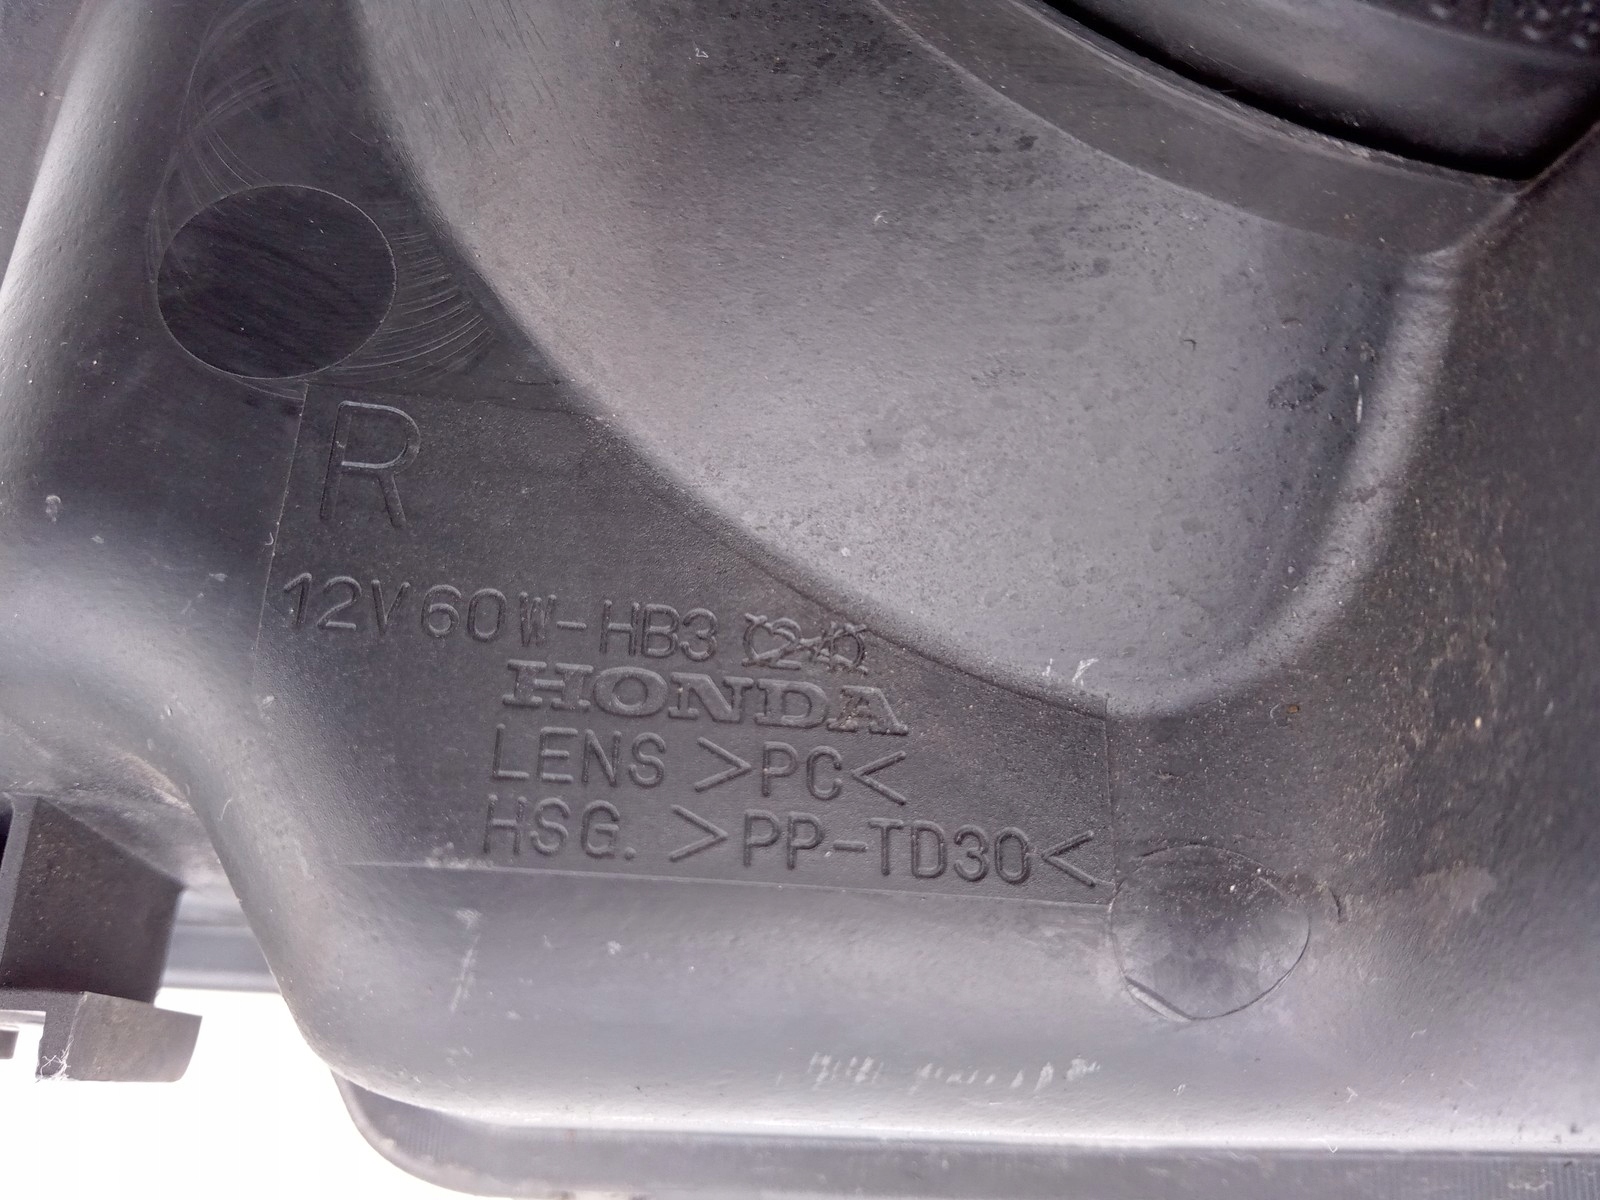 R
12V60W-HB3
HONDA
LENS >PC<
HSG. >PP-TD30<